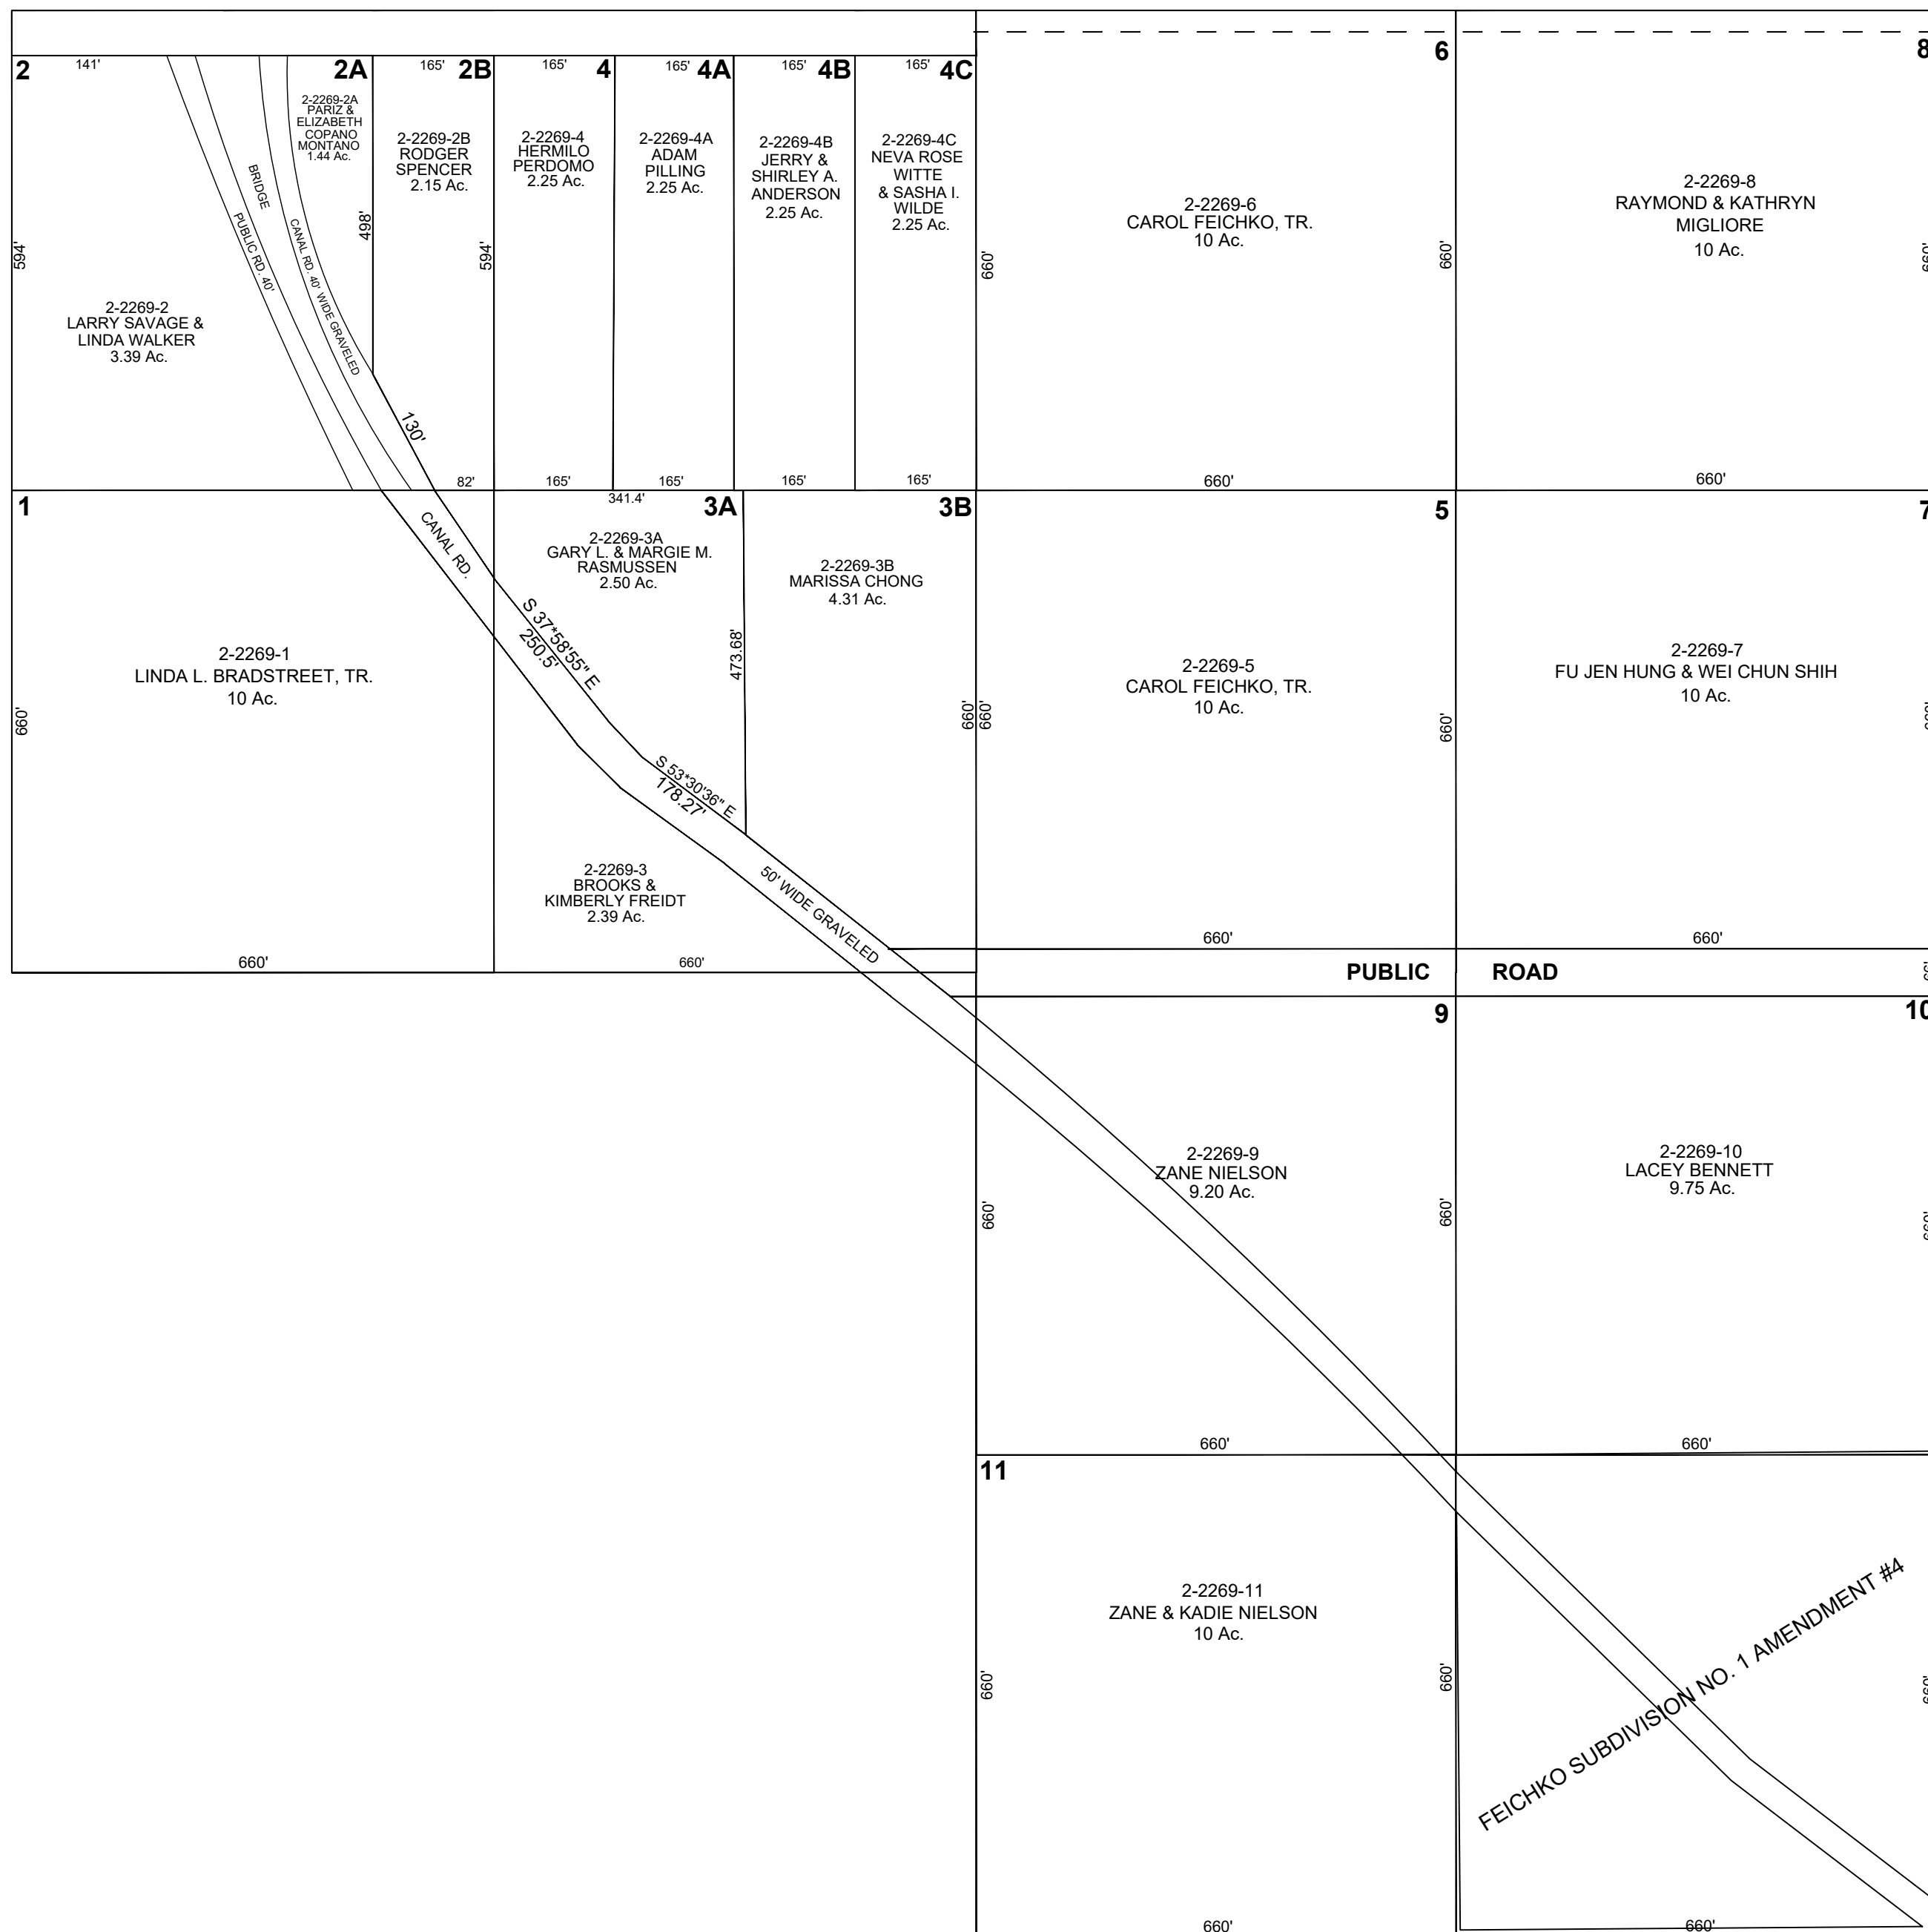 2
141'
2A
165'
2B
165'
4
165'
4A
165'
4B
165'
4C
6
8
2-2269-2A
PARIZ &
ELIZABETH
COPANO
MONTANO
1.44 Ac.
2-2269-2B
RODGER
SPENCER
2.15 Ac.
2-2269-4
HERMILO
PERDOMO
2.25 Ac.
2-2269-4A
ADAM
PILLING
2.25 Ac.
2-2269-4B
JERRY &
SHIRLEY A.
ANDERSON
2.25 Ac.
2-2269-4C
NEVA ROSE
WITTE
& SASHA I.
WILDE
2.25 Ac.
2-2269-6
CAROL FEICHKO, TR.
10 Ac.
2-2269-8
RAYMOND & KATHRYN
MIGLIORE
10 Ac.
594'
BRIDGE
PUBLIC RD. 40'
CANAL RD. 40' WIDE GRAVELED
498'
594'
660'
660'
660'
2-2269-2
LARRY SAVAGE &
LINDA WALKER
3.39 Ac.
130'
82'
165'
165'
165'
165'
660'
660'
1
341.4'
3A
3B
5
7
CANAL RD.
2-2269-3A
GARY L. & MARGIE M.
RASMUSSEN
2.50 Ac.
2-2269-3B
MARISSA CHONG
4.31 Ac.
S 37*58'55" E
250.5'
473.68'
2-2269-1
LINDA L. BRADSTREET, TR.
10 Ac.
2-2269-5
CAROL FEICHKO, TR.
10 Ac.
2-2269-7
FU JEN HUNG & WEI CHUN SHIH
10 Ac.
660'
660'
660'
660'
660'
S 53*30'36" E
178.27'
2-2269-3
BROOKS &
KIMBERLY FREIDT
2.39 Ac.
50' WIDE GRAVELED
660'
660'
660'
660'
PUBLIC ROAD
66'
9
10
2-2269-9
ZANE NIELSON
9.20 Ac.
2-2269-10
LACEY BENNETT
9.75 Ac.
660'
660'
660'
660'
660'
11
2-2269-11
ZANE & KADIE NIELSON
10 Ac.
FEICHKO SUBDIVISION NO. 1 AMENDMENT #4
660'
660'
660'
660'
660'